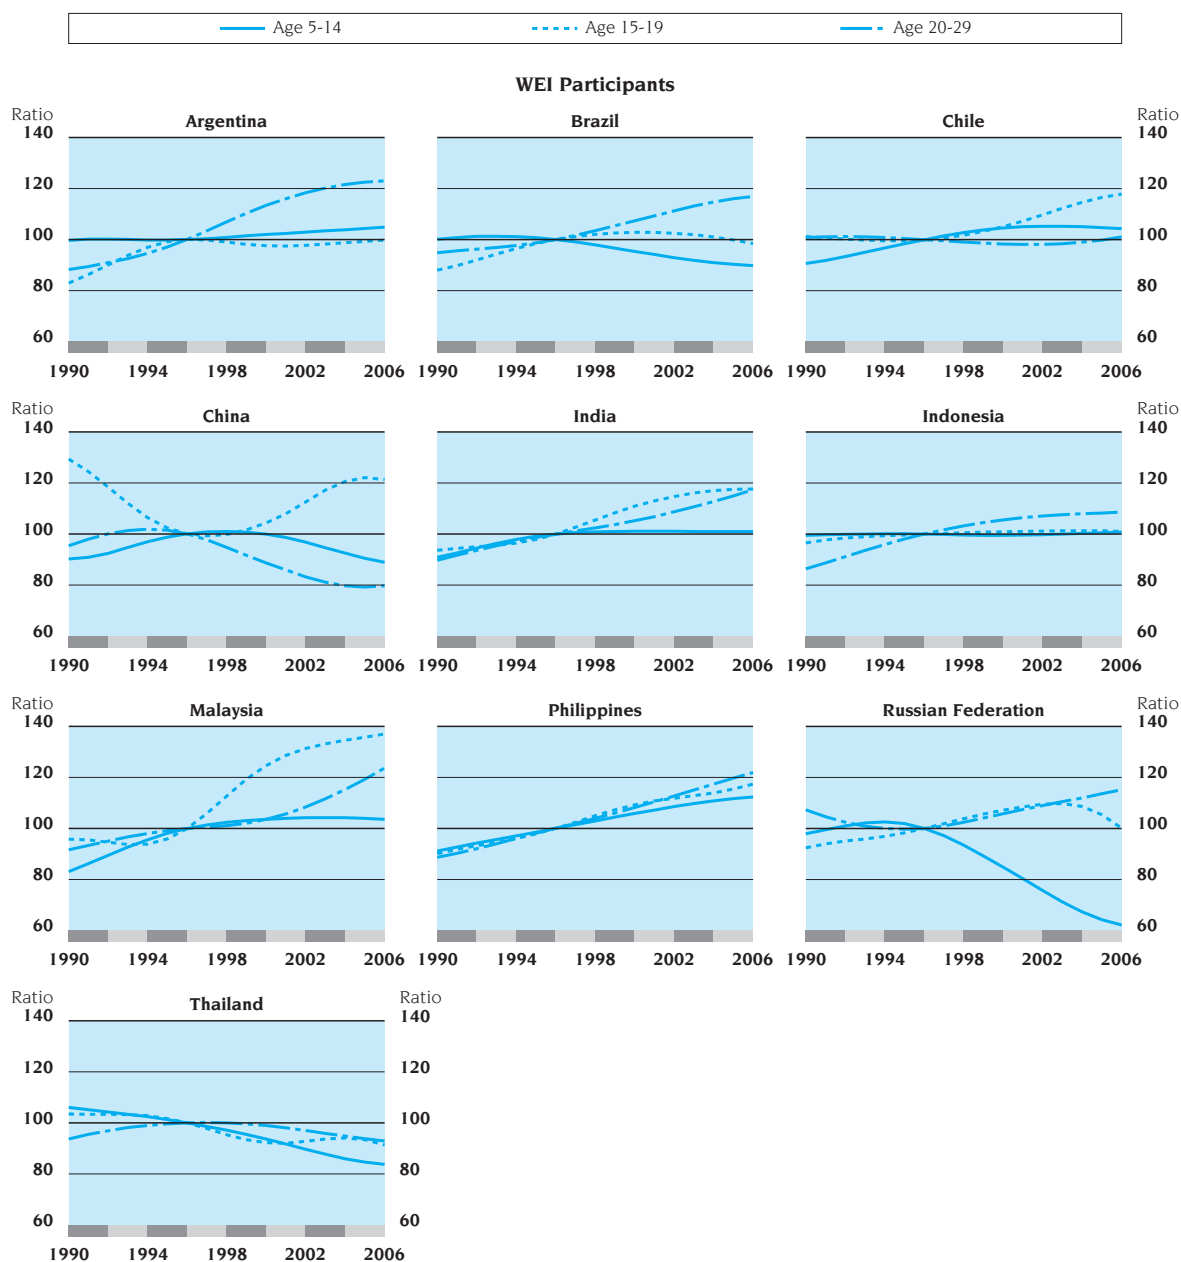 Age 5-14 Age 15-19 Age 20-29
WEI Participants
Ratio Ratio
Argentina Brazil Chile
140 140
120 120
100 100
80 80
60 60
1990 1994 1998 2002 2006 1990 1994 1998 2002 2006 1990 1994 1998 2002 2006
Ratio Ratio
China India Indonesia
140 140
120 120
100 100
80 80
60 60
1990 1994 1998 2002 2006 1990 1994 1998 2002 2006 1990 1994 1998 2002 2006
Ratio Ratio
Malaysia Philippines Russian Federation
140 140
120 120
100 100
80 80
60 60
1990 1994 1998 2002 2006 1990 1994 1998 2002 2006 1990 1994 1998 2002 2006
Ratio Ratio
Thailand
140 140
120 120
100 100
80 80
60 60
1990 1994 1998 2002 2006